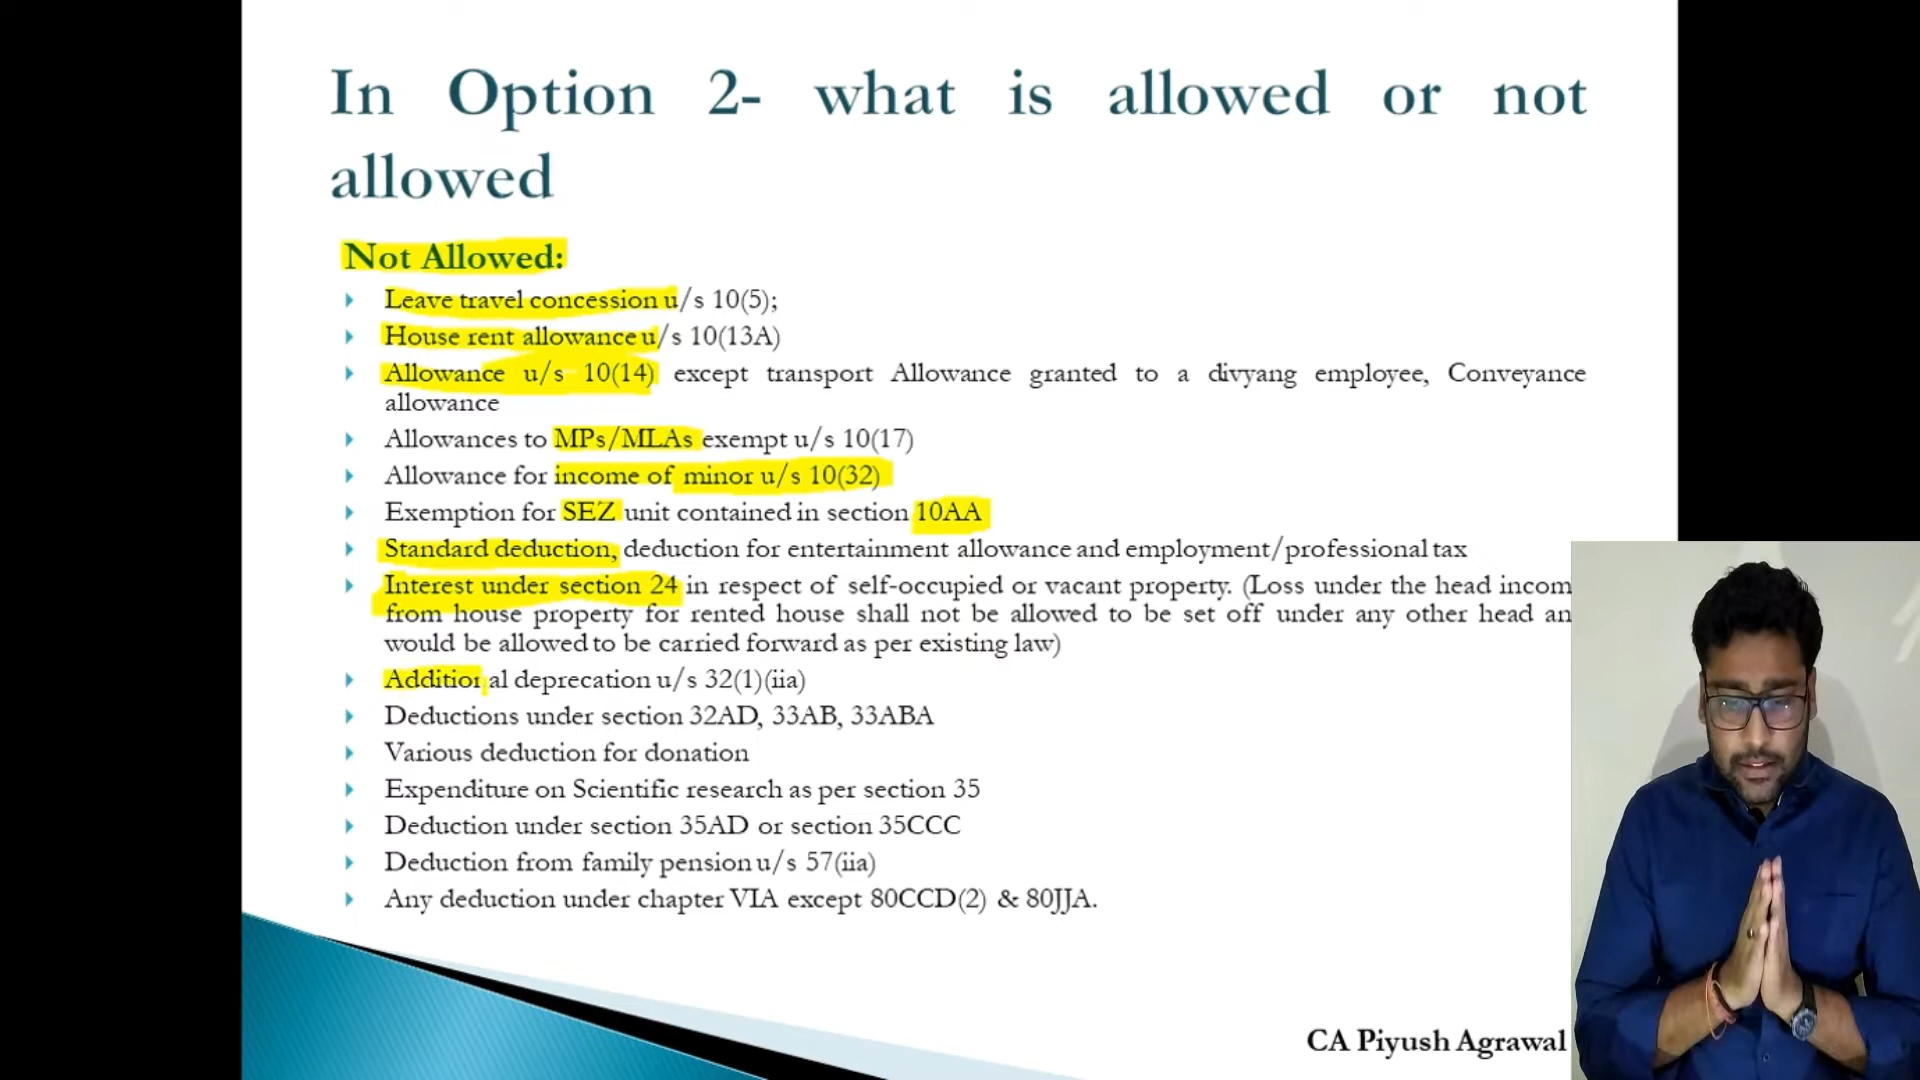 In Option 2- what is allowed or not
allowed
Not Allowed:
Leave travel concession u/s 10(5);
House rent allowance u/s 10(13A)
Allowance u/s 10(14) except transport Allowance granted to a divyang employee, Conveyance
allowance
Allowances to MPs/MLAs exempt u/s 10(17)
Allowance for income of minor u/s 10(32)
Exemption for SEZ unit contained in section 10AA
Standard deduction, deduction for entertainment allowance and employment/professional tax
Interest under section 24 in respect of self-occupied or vacant property. (Loss under the head incom
from house property for rented house shall not be allowed to be set off under any other head an
would be allowed to be carried forward as per existing law)
Additional deprecation u/s 32(1)(iia)
Deductions under section 32AD, 33AB, 33ABA
Various deduction for donation
Expenditure on Scientific research as per section 35
Deduction under section 35AD or section 35CCC
Deduction from family pension u/s 57(iia)
Any deduction under chapter VIA except 80CCD(2) & 80JJA.
CA Piyush Agrawal